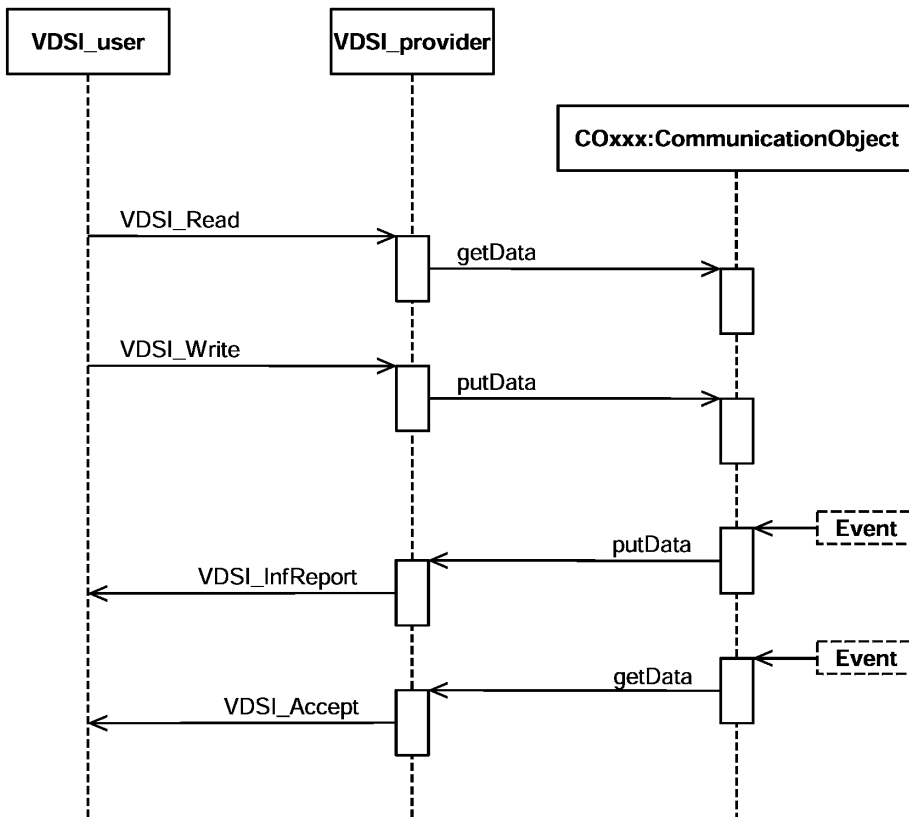 VDSI_user
VDSI_provider
COxxx:CommunicationObject
VDSI_Read
getData
VDSI_Write
putData
Event
putData
VDSI_InfReport
Event
getData
VDSI_Accept